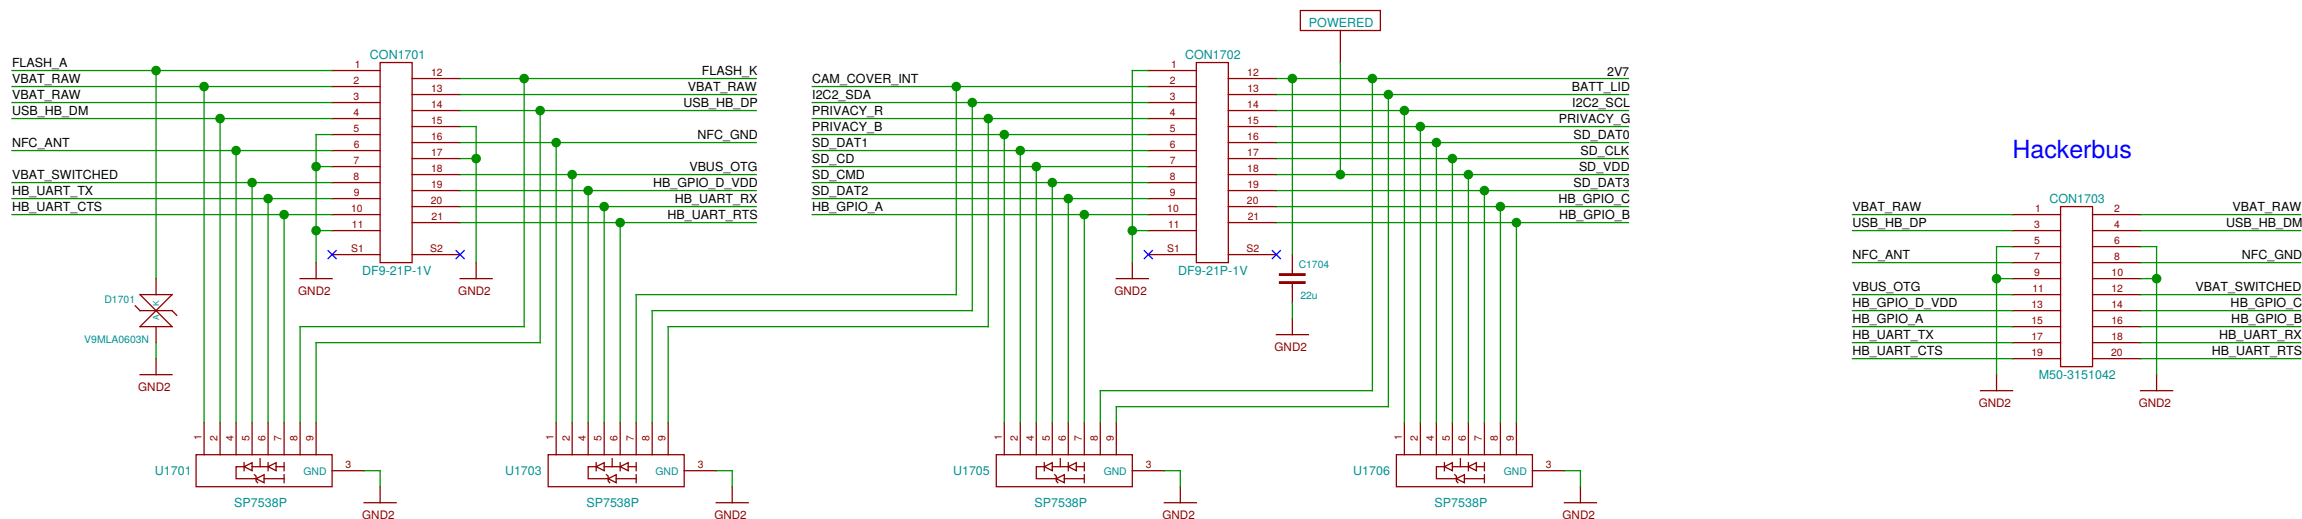 POWERED
CON1701
FLASH_A 1
VBAT_RAW 2 12 FLASH_K
VBAT_RAW 3 13 VBAT_RAW
USB_HB_DM 4 14 USB_HB_DP
5 15
NFC_ANT 6 16 NFC_GND
7 17
VBAT_SWITCHED 8 18 VBUS_OTG
HB_UART_TX 9 19 HB_GPIO_D_VDD
HB_UART_CTS 10 20 HB_UART_RX
11 21 HB_UART_RTS
S1 S2
DF9-21P-1V
GND2 GND2
D1701
A K
V9MLA0603N
GND2
CON1702
1
CAM_COVER_INT 2 12 2V7
I2C2_SDA 3 13 BATT_LID
PRIVACY_R 4 14 I2C2_SCL
PRIVACY_B 5 15 PRIVACY_G
SD_DAT1 6 16 SD_DAT0
SD_CD 7 17 SD_CLK
SD_CMD 8 18 SD_VDD
SD_DAT2 9 19 SD_DAT3
HB_GPIO_A 10 20 HB_GPIO_C
11 21 HB_GPIO_B
S1 S2
DF9-21P-1V
GND2
C1704
22u
GND2
Hackerbus
CON1703
VBAT_RAW 1 2 VBAT_RAW
USB_HB_DP 3 4 USB_HB_DM
5 6
NFC_ANT 7 8 NFC_GND
9 10
VBUS_OTG 11 12 VBAT_SWITCHED
HB_GPIO_D_VDD 13 14 HB_GPIO_C
HB_GPIO_A 15 16 HB_GPIO_B
HB_UART_TX 17 18 HB_UART_RX
HB_UART_CTS 19 20 HB_UART_RTS
M50-3151042
GND2 GND2
1 2 4 5 6 7 8 9
U1701 GND 3
SP7538P
GND2
1 2 4 5 6 7 8 9
U1703 GND 3
SP7538P
GND2
1 2 4 5 6 7 8 9
U1705 GND 3
SP7538P
GND2
1 2 4 5 6 7 8 9
U1706 GND 3
SP7538P
GND2